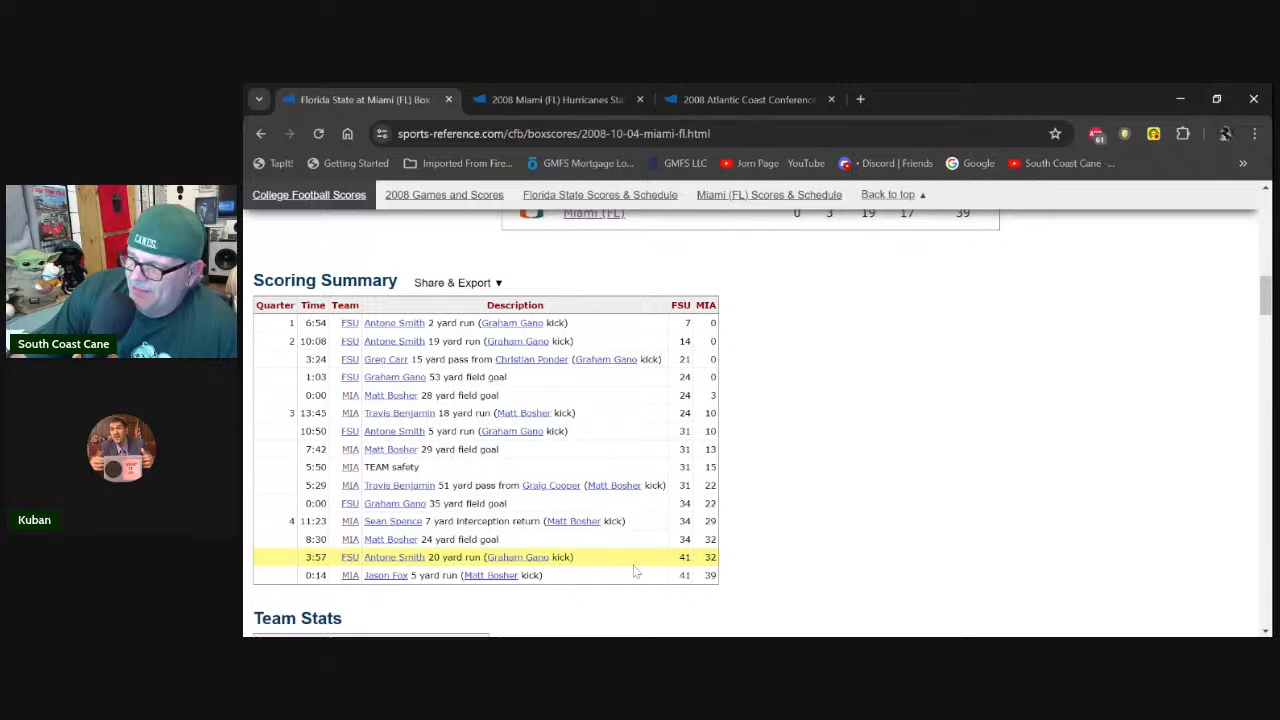 Florida State at Miami (FL) Box
2008 Miami (FL) Hurricanes Sta
2008 Atlantic Coast Conference
sports-reference.com/cfb/boxscores/2008-10-04-miami-fl.html
61
TapIt!
Getting Started
Imported From Fire...
GMFS Mortgage Lo...
GMFS LLC
Jorn Page
YouTube
• Discord | Friends
Google
South Coast Cane -...
College Football Scores
2008 Games and Scores
Florida State Scores & Schedule
Miami (FL) Scores & Schedule
Back to top ▲
Miami (FL) 0 3 19 17 39
Scoring Summary
Share & Export ▼
Quarter Time Team Description FSU MIA
1 6:54 FSU Antone Smith 2 yard run (Graham Gano kick) 7 0
2 10:08 FSU Antone Smith 19 yard run (Graham Gano kick) 14 0
3:24 FSU Greg Carr 15 yard pass from Christian Ponder (Graham Gano kick) 21 0
1:03 FSU Graham Gano 53 yard field goal 24 0
0:00 MIA Matt Bosher 28 yard field goal 24 3
3 13:45 MIA Travis Benjamin 18 yard run (Matt Bosher kick) 24 10
10:50 FSU Antone Smith 5 yard run (Graham Gano kick) 31 10
7:42 MIA Matt Bosher 29 yard field goal 31 13
5:50 MIA TEAM safety 31 15
5:29 MIA Travis Benjamin 51 yard pass from Graig Cooper (Matt Bosher kick) 31 22
0:00 FSU Graham Gano 35 yard field goal 34 22
4 11:23 MIA Sean Spence 7 yard interception return (Matt Bosher kick) 34 29
8:30 MIA Matt Bosher 24 yard field goal 34 32
3:57 FSU Antone Smith 20 yard run (Graham Gano kick) 41 32
0:14 MIA Jason Fox 5 yard run (Matt Bosher kick) 41 39
Team Stats
CANES
South Coast Cane
Kuban